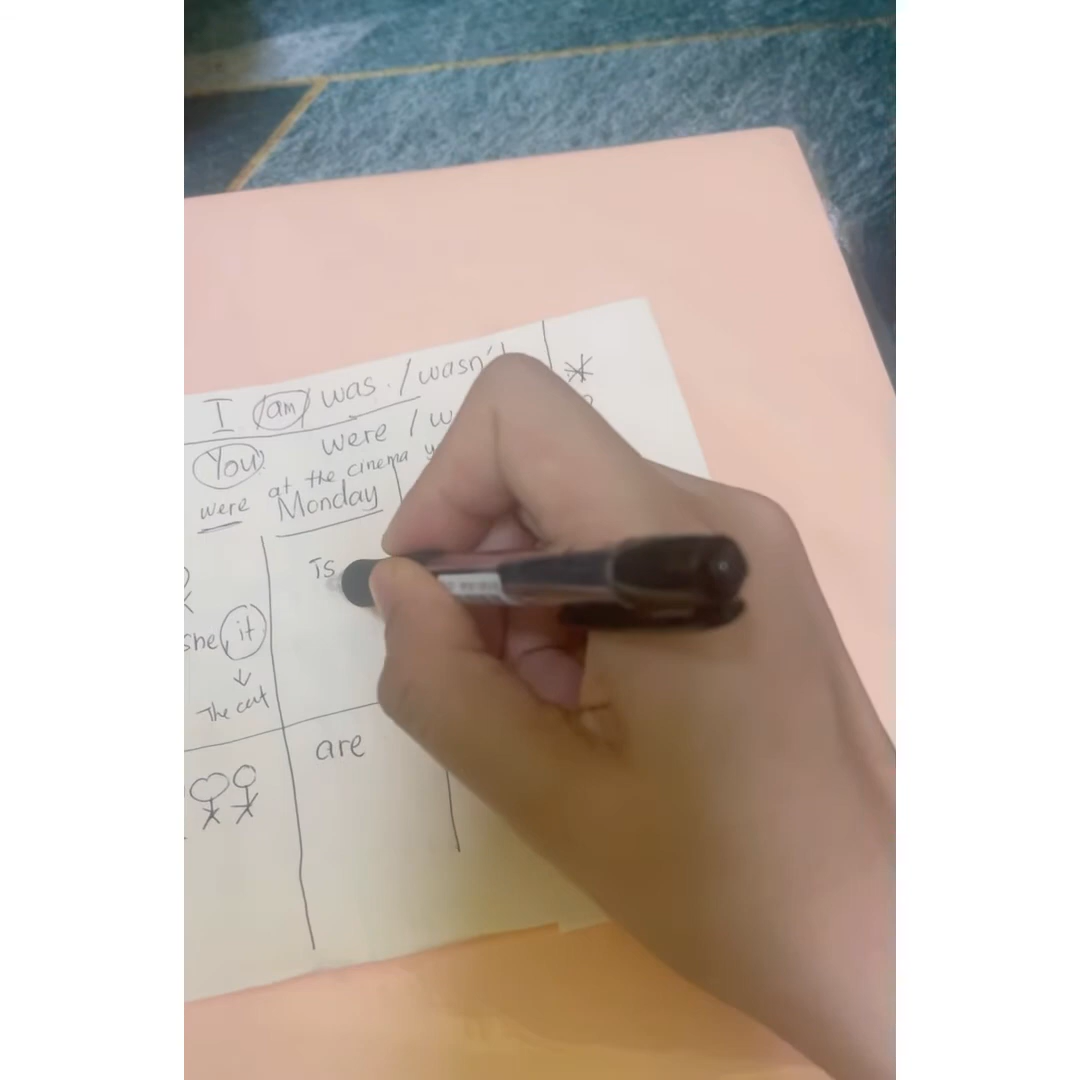 I am was. / wasn't
You were / w
were at the cinema y
Monday
is
she, it
↓
The cat
are